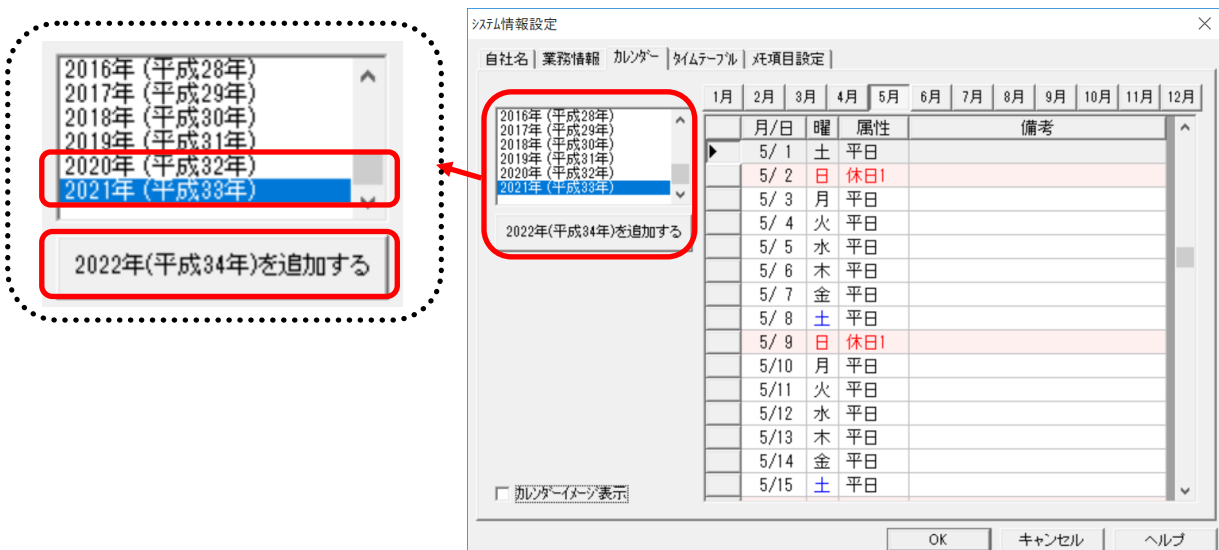 2016年 (平成28年)
2017年 (平成29年)
2018年 (平成30年)
2019年 (平成31年)
2020年 (平成32年)
2021年 (平成33年)
2022年(平成34年)を追加する
ｼｽﾃﾑ情報設定
自社名 業務情報 ｶﾚﾝﾀﾞｰ ﾀｲﾑﾃｰﾌﾞﾙ ﾒﾓ項目設定
2016年 (平成28年)
2017年 (平成29年)
2018年 (平成30年)
2019年 (平成31年)
2020年 (平成32年)
2021年 (平成33年)
2022年(平成34年)を追加する
ｶﾚﾝﾀﾞｰｲﾒｰｼﾞ表示
1月 2月 3月 4月 5月 6月 7月 8月 9月 10月 11月 12月
月/日 曜 属性 備考
5/ 1 土 平日
5/ 2 日 休日1
5/ 3 月 平日
5/ 4 火 平日
5/ 5 水 平日
5/ 6 木 平日
5/ 7 金 平日
5/ 8 土 平日
5/ 9 日 休日1
5/10 月 平日
5/11 火 平日
5/12 水 平日
5/13 木 平日
5/14 金 平日
5/15 土 平日
OK キャンセル ヘルプ